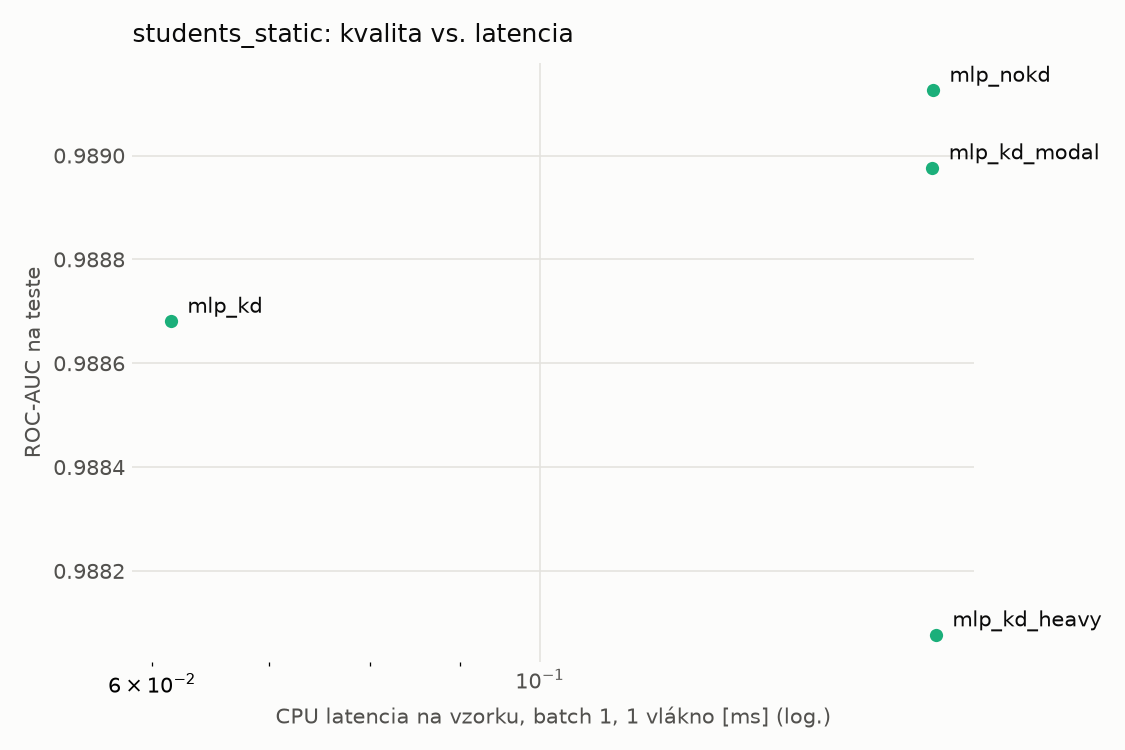 students_static: kvalita vs. latencia
mlp_nokd
0.9890
mlp_kd_modal
0.9888
mlp_kd
0.9886
ROC-AUC na teste
0.9884
0.9882
mlp_kd_heavy
6 × 10⁻²
10⁻¹
CPU latencia na vzorku, batch 1, 1 vlákno [ms] (log.)